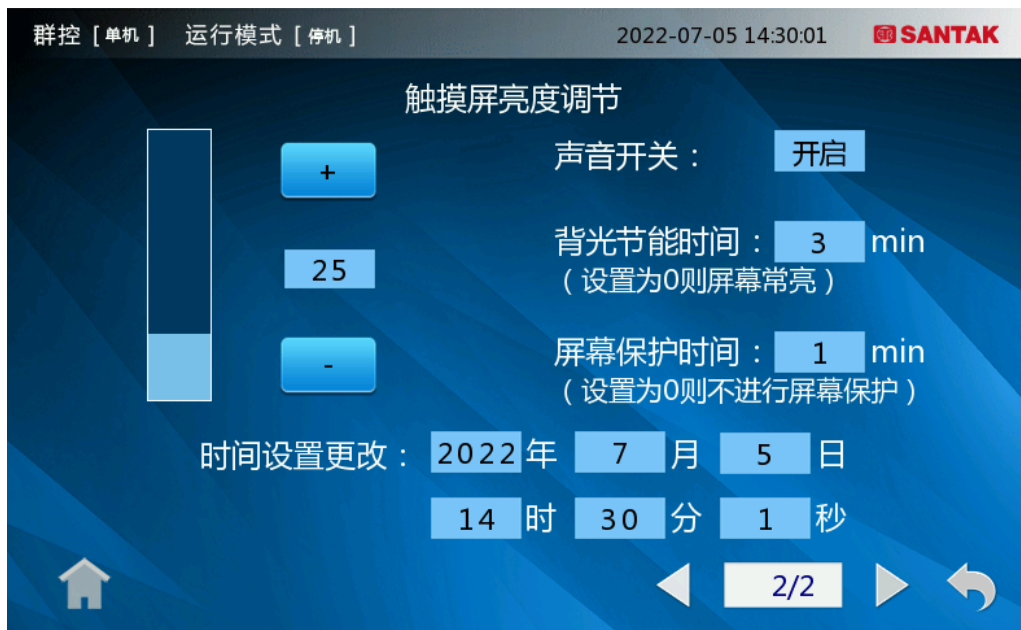 群控 [ 单机 ] 运行模式 [ 停机 ] 2022-07-05 14:30:01 SANTAK
触摸屏亮度调节
+ 声音开关： 开启
25 背光节能时间： 3 min
（设置为0则屏幕常亮）
- 屏幕保护时间： 1 min
（设置为0则不进行屏幕保护）
时间设置更改： 2022 年 7 月 5 日
14 时 30 分 1 秒
2/2